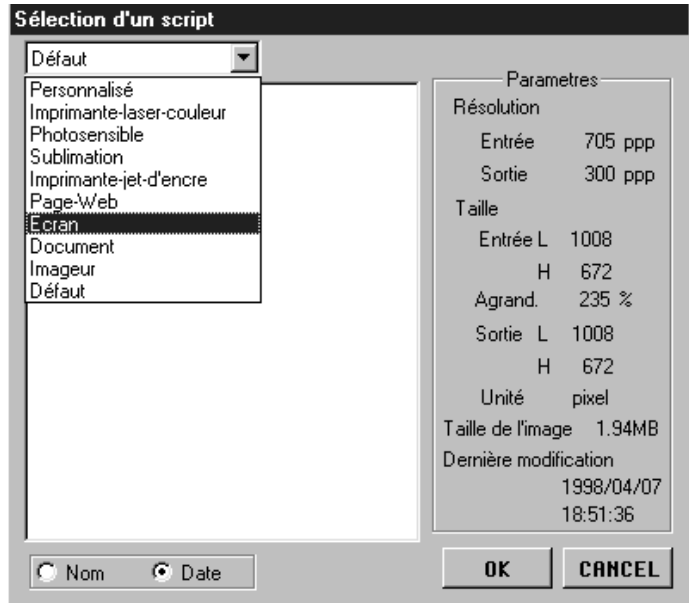 Sélection d'un script
Défaut
Personnalisé
Imprimante-laser-couleur
Photosensible
Sublimation
Imprimante-jet-d'encre
Page-Web
Ecran
Document
Imageur
Défaut
Parametres
Résolution
Entrée 705 ppp
Sortie 300 ppp
Taille
Entrée L 1008
H 672
Agrand. 235 %
Sortie L 1008
H 672
Unité pixel
Taille de l'image 1.94MB
Dernière modification
1998/04/07
18:51:36
Nom Date
OK CANCEL